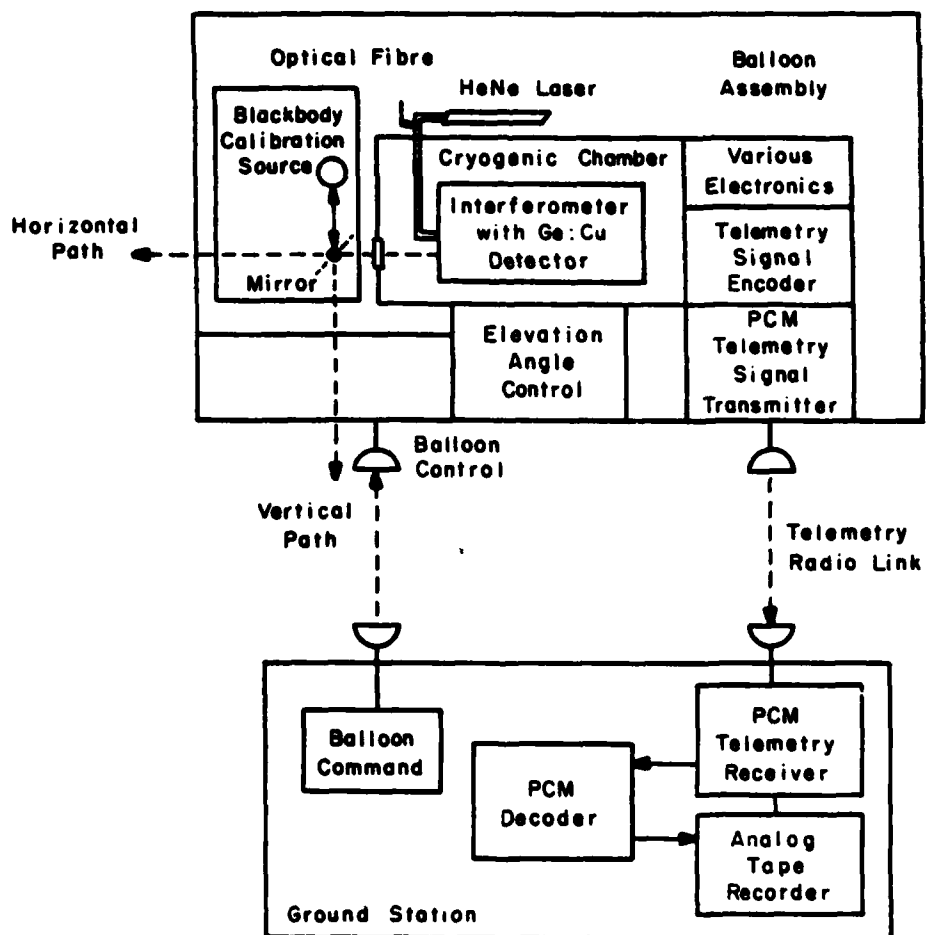 Optical Fibre
HeNe Laser
Balloon
Assembly
Blackbody
Calibration
Source
Cryogenic Chamber
Various
Electronics
Interferometer
with Ge:Cu
Detector
Telemetry
Signal
Encoder
Horizontal
Path
Mirror
Elevation
Angle
Control
PCM
Telemetry
Signal
Transmitter
Balloon
Control
Vertical
Path
Telemetry
Radio Link
Balloon
Command
PCM
Decoder
PCM
Telemetry
Receiver
Analog
Tape
Recorder
Ground Station